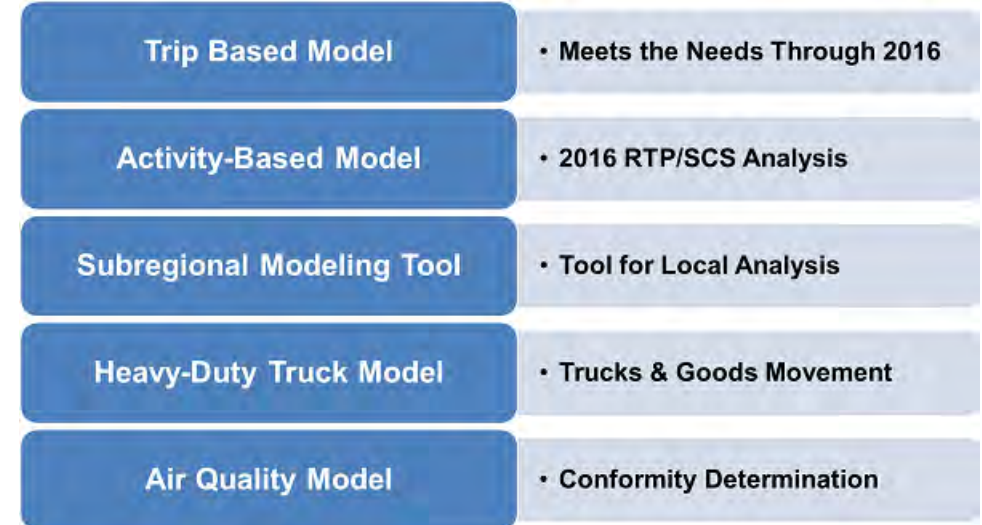 Trip Based Model
• Meets the Needs Through 2016
Activity-Based Model
• 2016 RTP/SCS Analysis
Subregional Modeling Tool
• Tool for Local Analysis
Heavy-Duty Truck Model
• Trucks & Goods Movement
Air Quality Model
• Conformity Determination